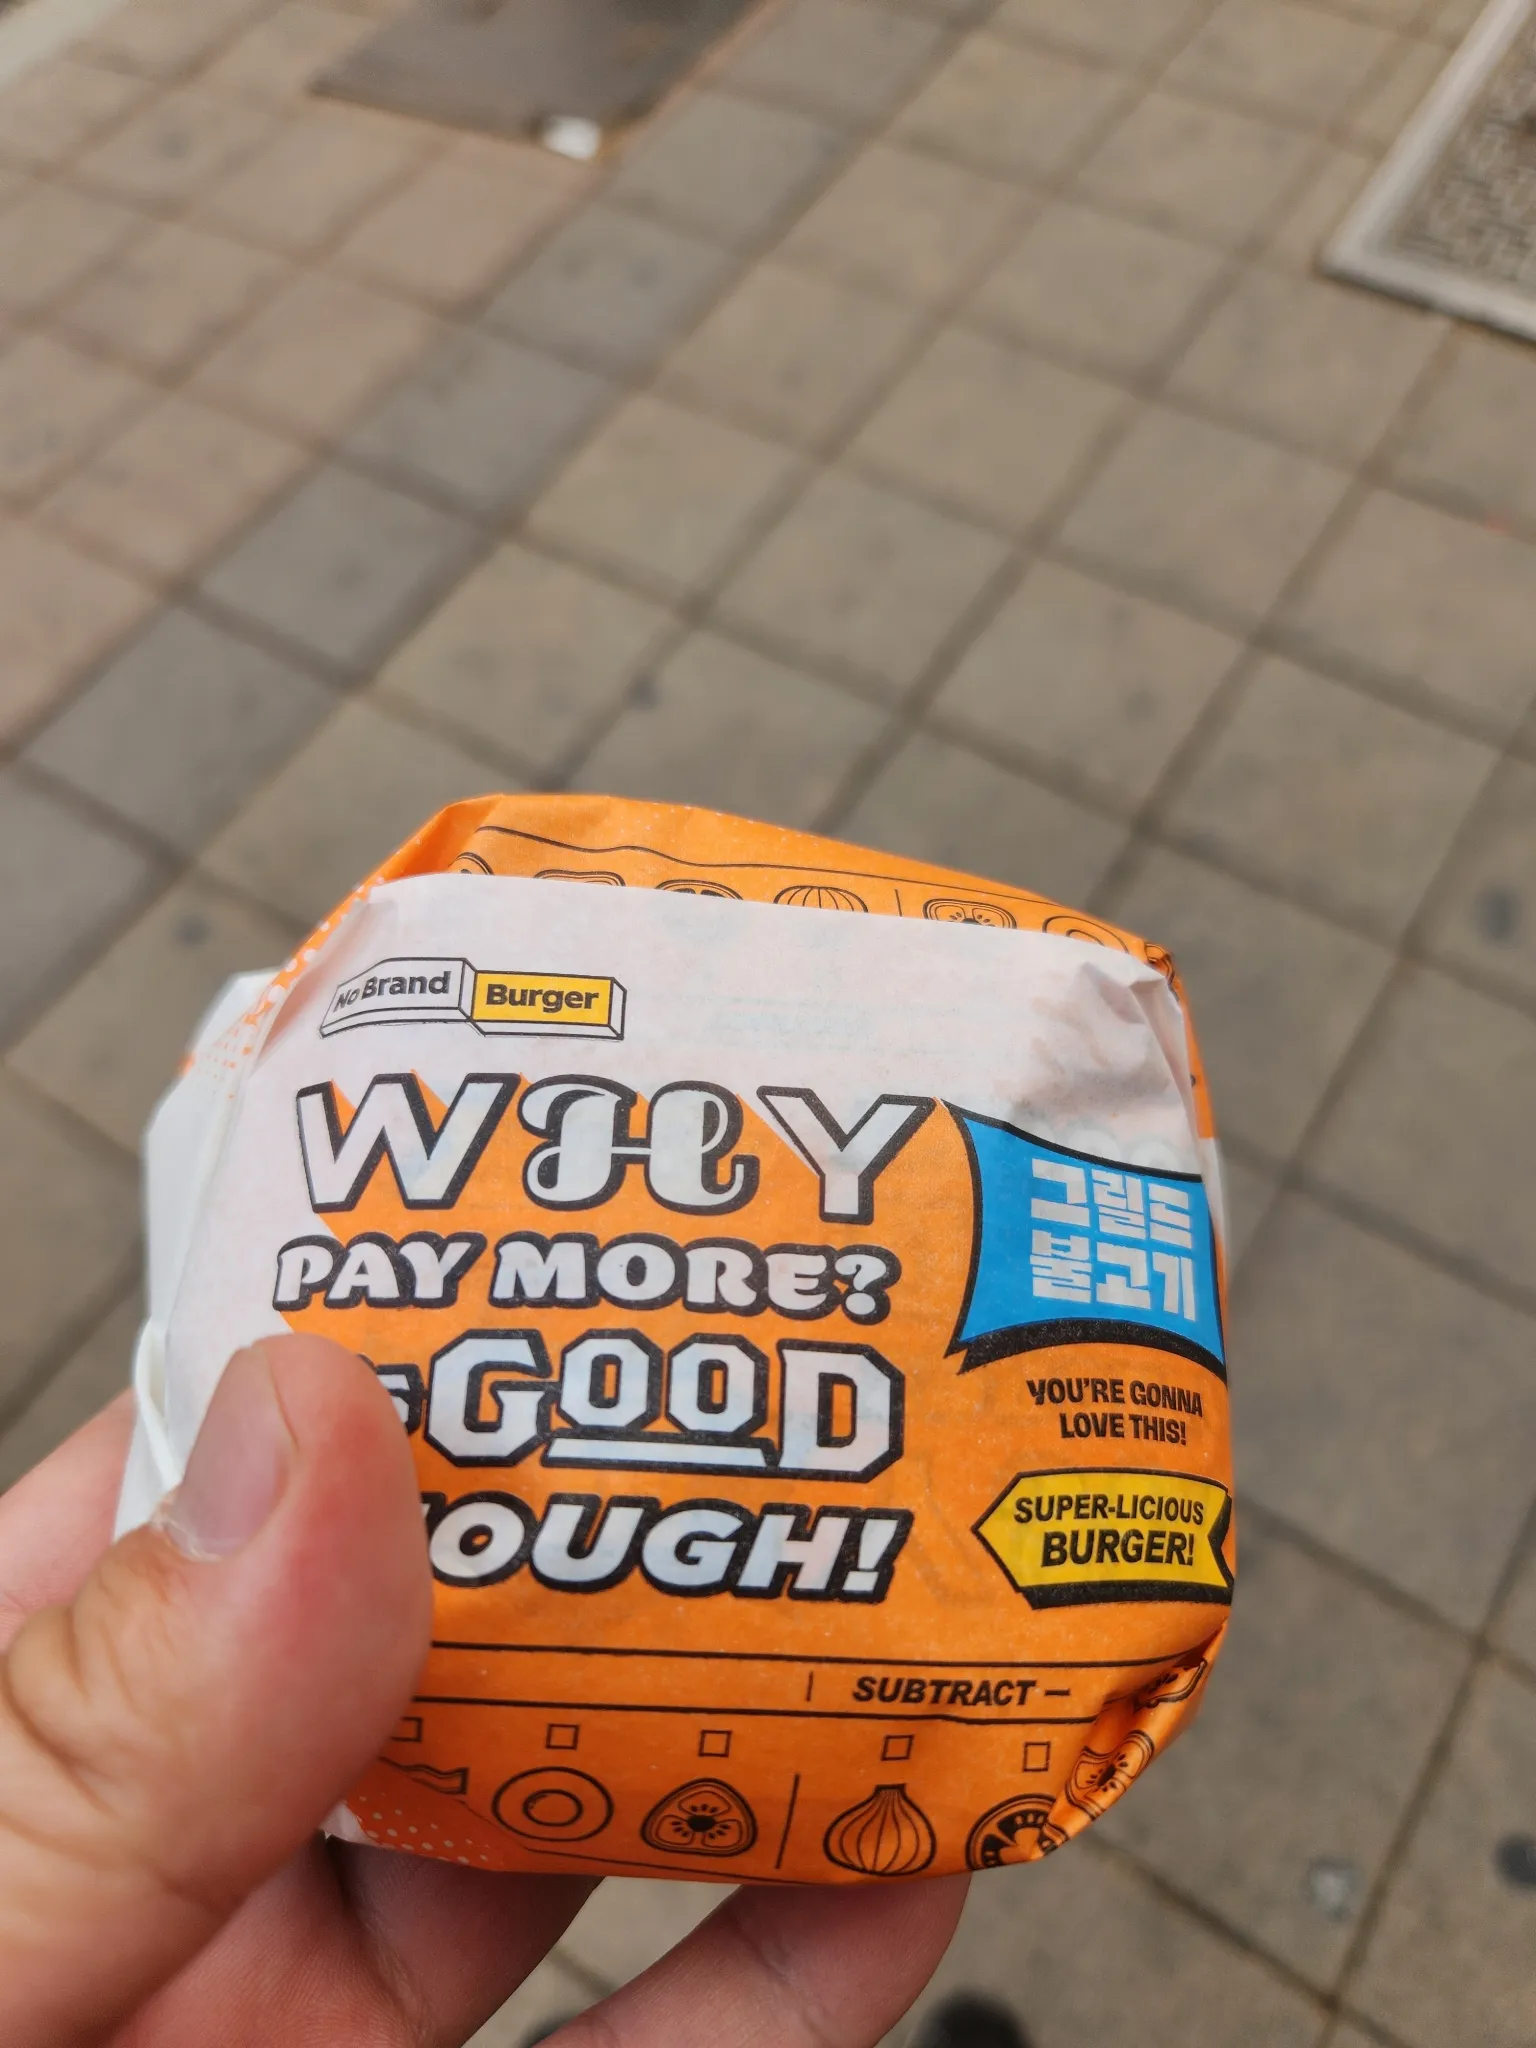 No Brand Burger
WHY
PAY MORE?
GOOD
그릴드
불고기
YOU'RE GONNA
LOVE THIS!
SUPER-LICIOUS
BURGER!
SUBTRACT –